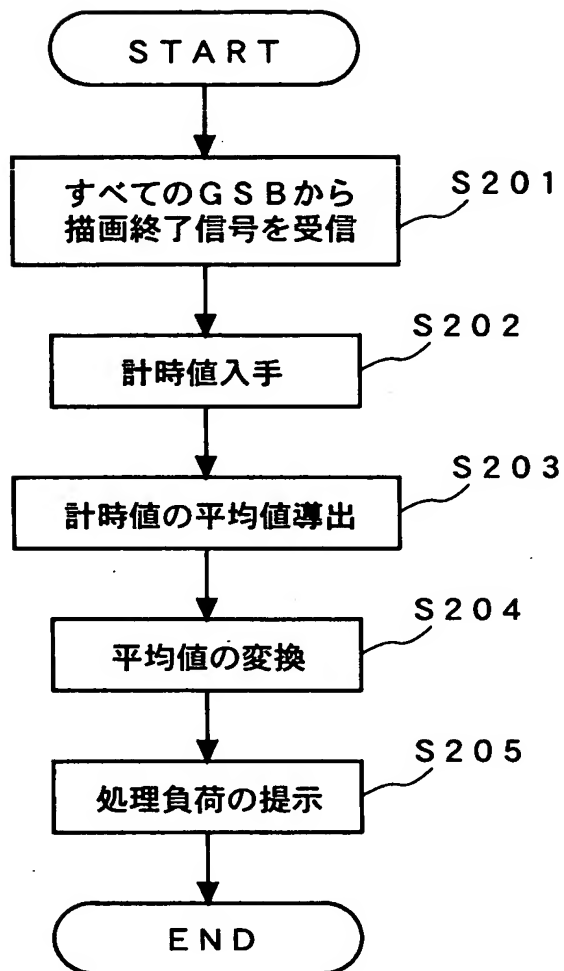 START
すべてのGSBから
描画終了信号を受信
S201
計時値入手
S202
計時値の平均値導出
S203
平均値の変換
S204
処理負荷の提示
S205
END